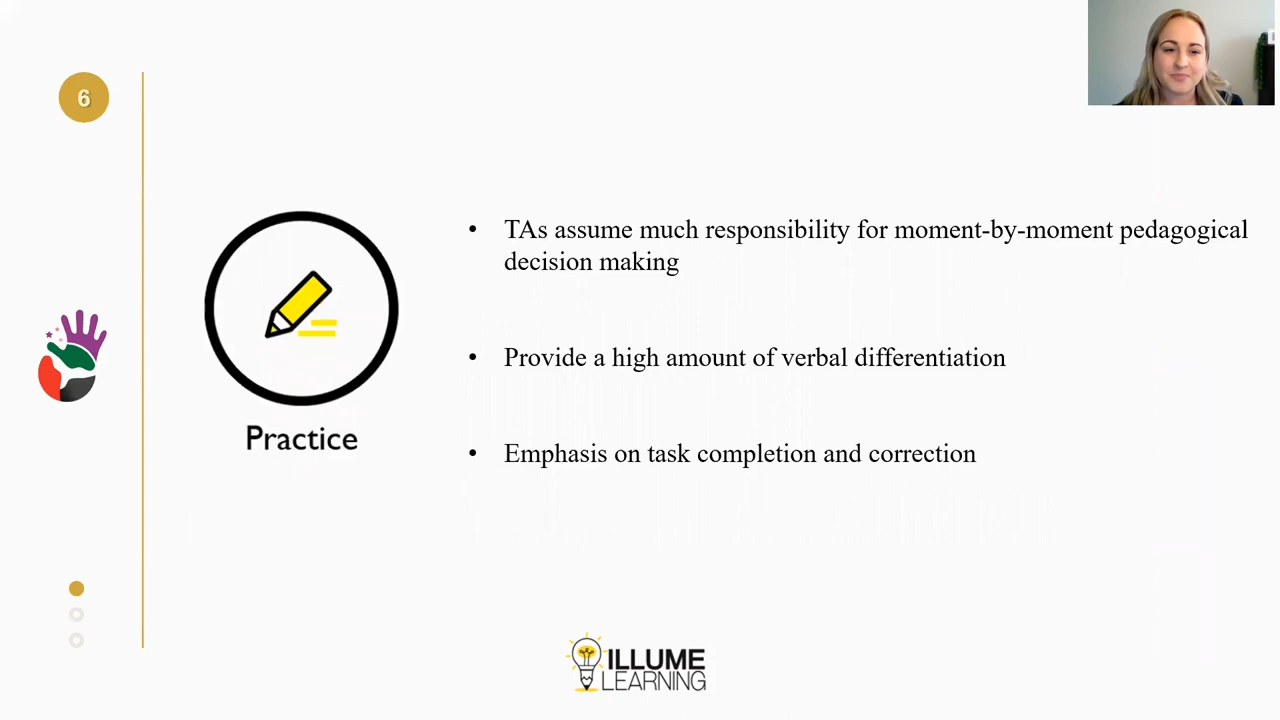 6
• TAs assume much responsibility for moment-by-moment pedagogical
decision making
• Provide a high amount of verbal differentiation
• Emphasis on task completion and correction
Practice
ILLUME
LEARNING